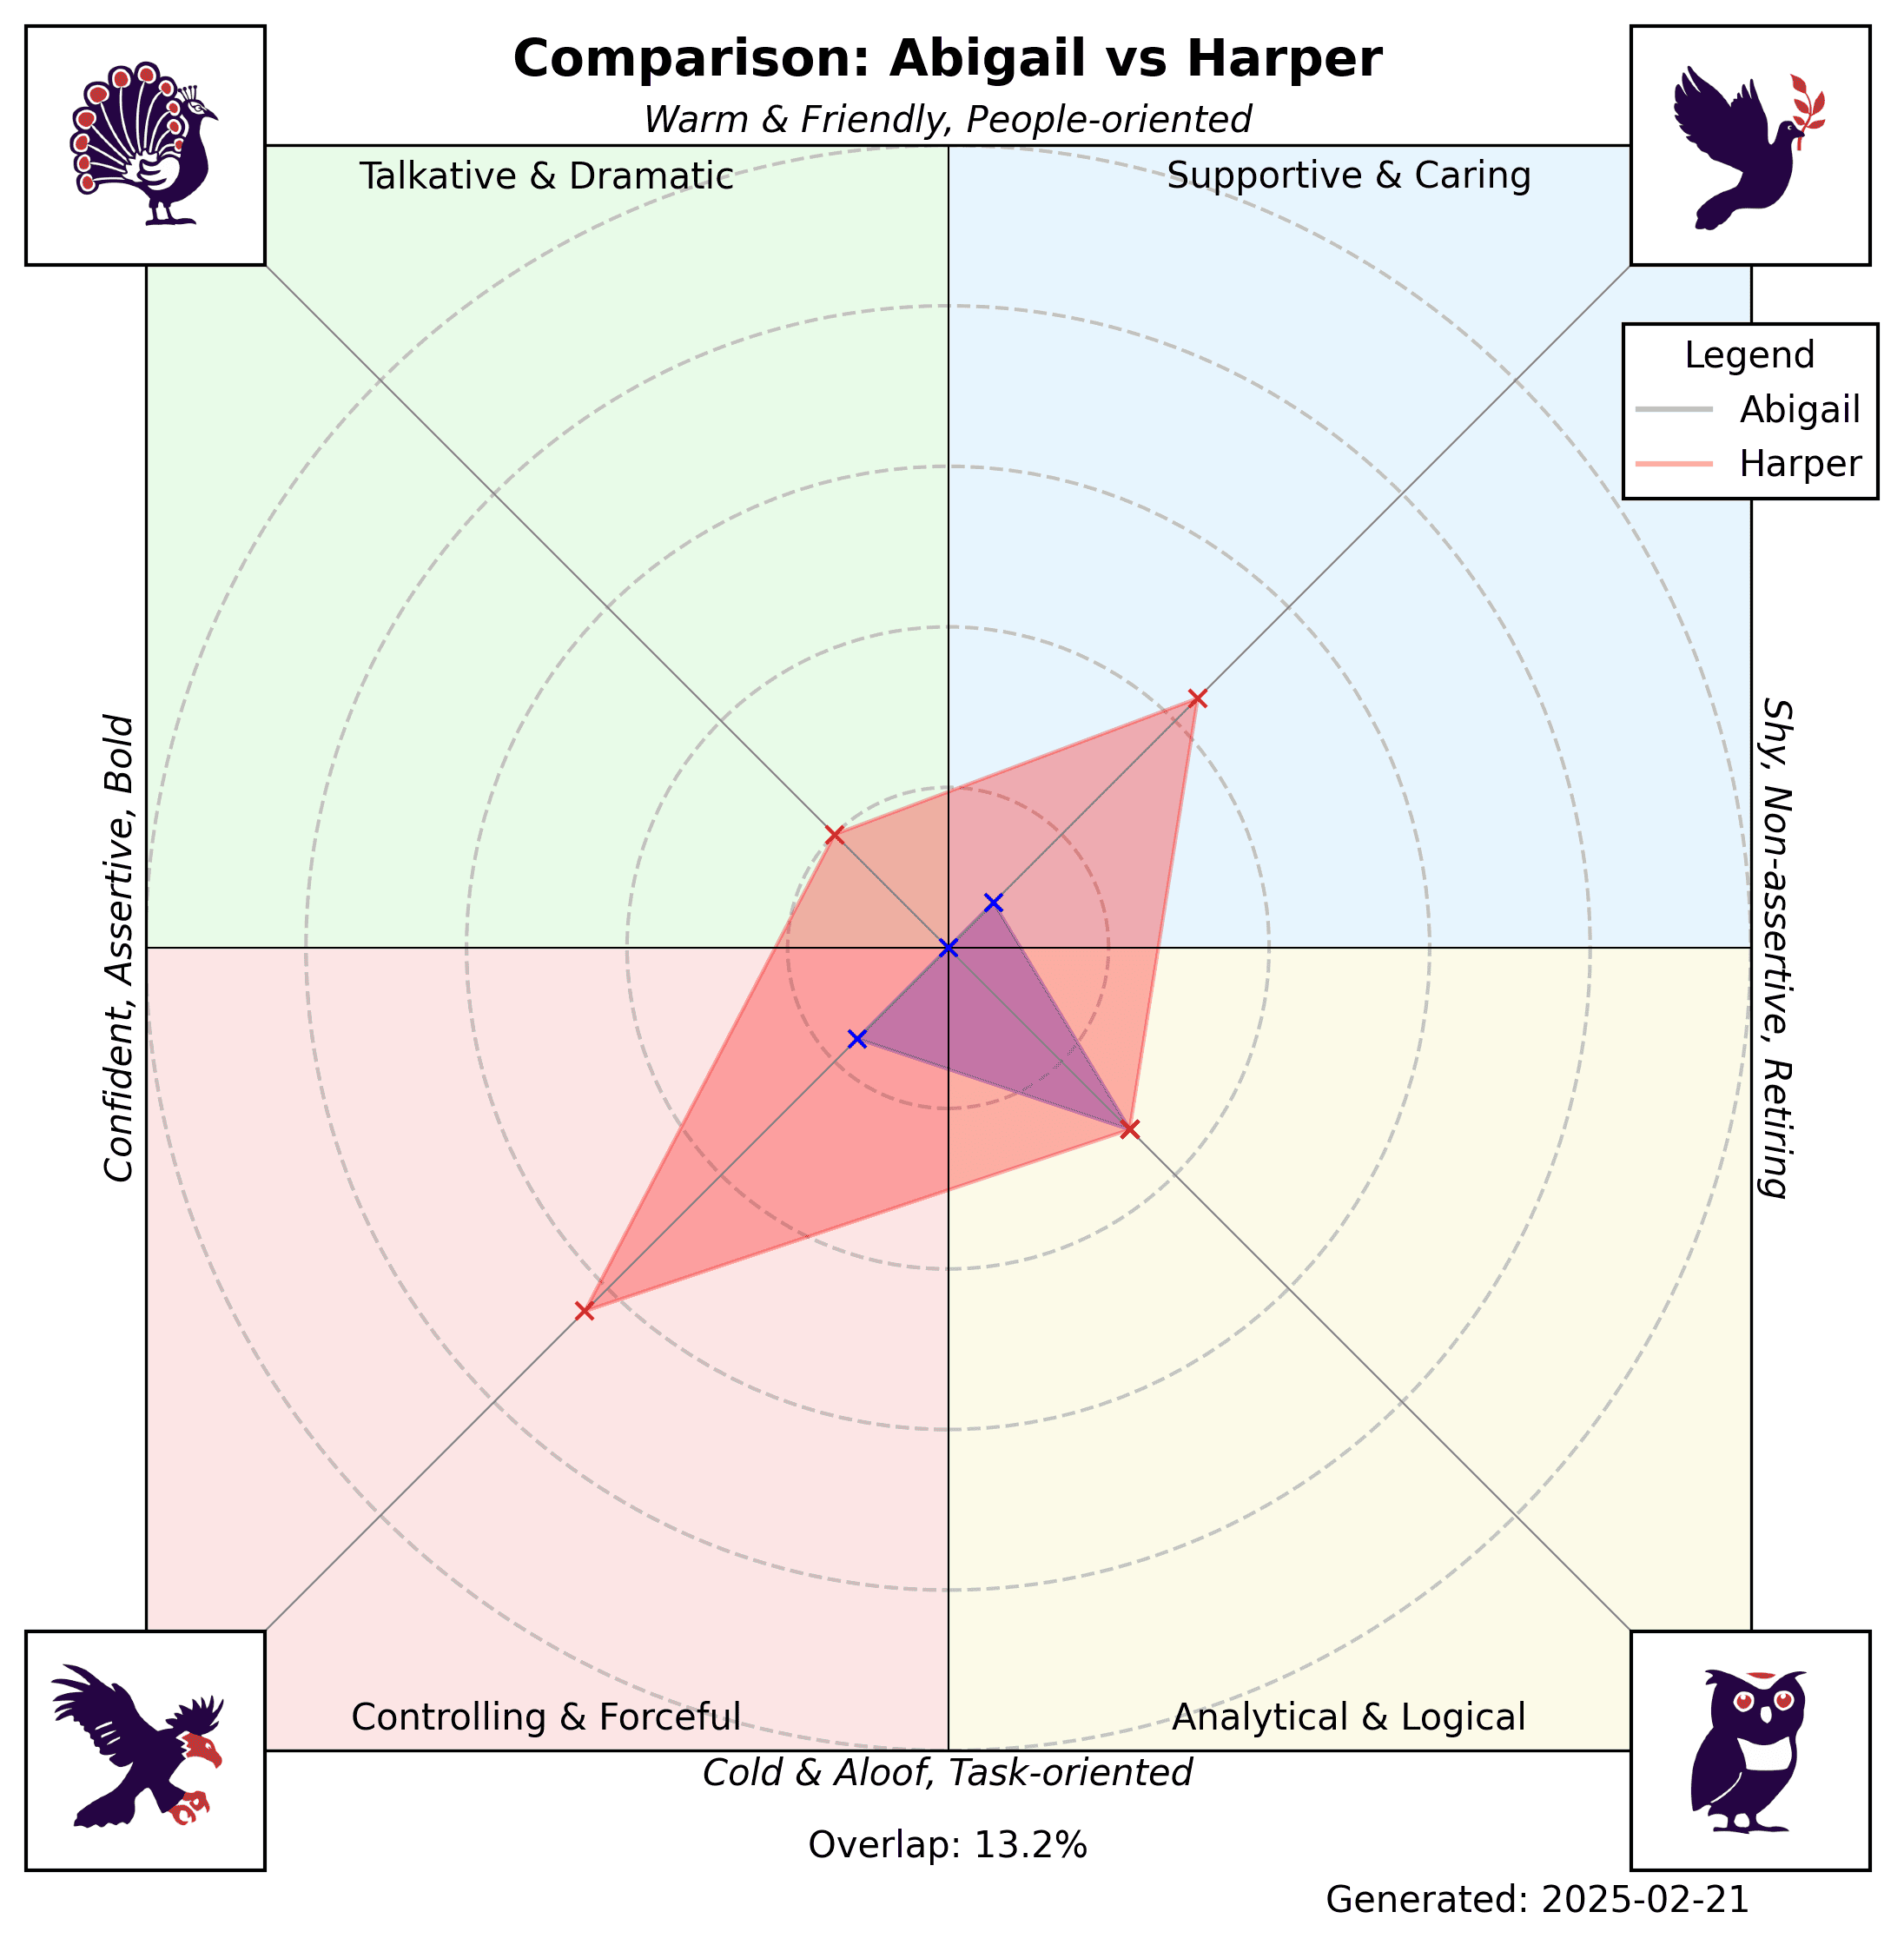 Comparison: Abigail vs Harper
Warm & Friendly, People-oriented
Talkative & Dramatic
Supportive & Caring
Legend
Abigail
Harper
Confident, Assertive, Bold
Shy, Non-assertive, Retiring
Controlling & Forceful
Analytical & Logical
Cold & Aloof, Task-oriented
Overlap: 13.2%
Generated: 2025-02-21